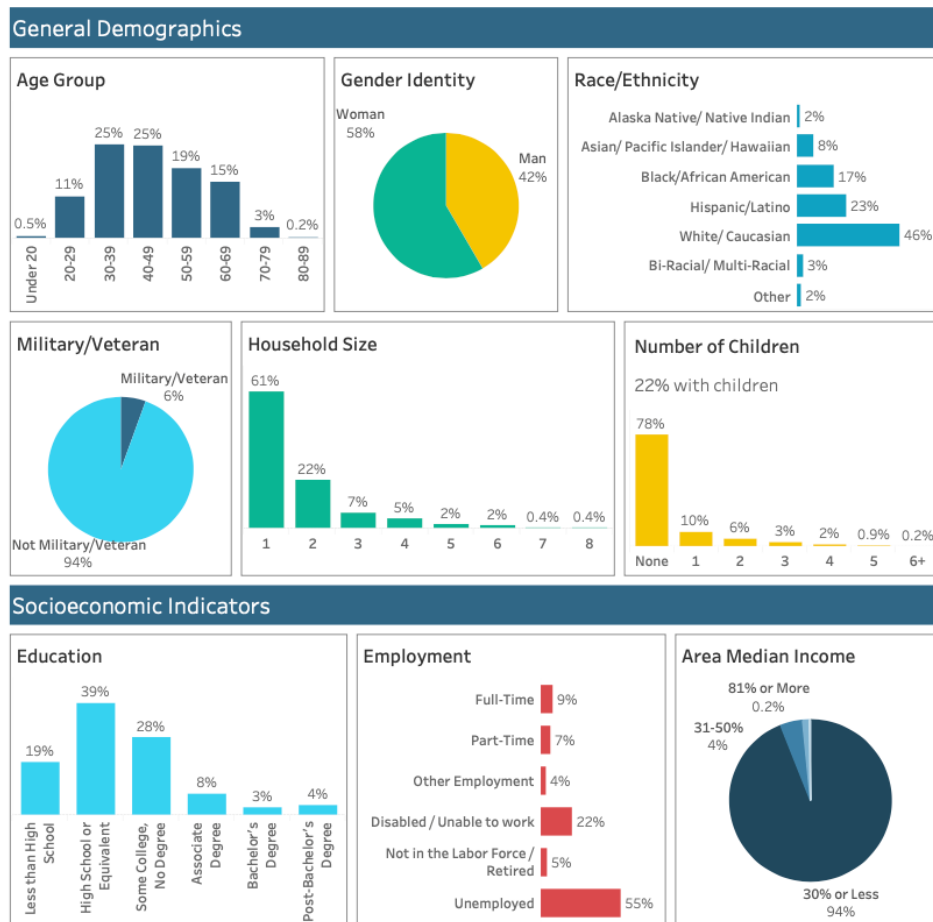 General Demographics
Age Group
0.5%
11%
25%
25%
19%
15%
3%
0.2%
Under 20
20-29
30-39
40-49
50-59
60-69
70-79
80-89
Gender Identity
Woman
58%
Man
42%
Race/Ethnicity
Alaska Native/ Native Indian 2%
Asian/ Pacific Islander/ Hawaiian 8%
Black/African American 17%
Hispanic/Latino 23%
White/ Caucasian 46%
Bi-Racial/ Multi-Racial 3%
Other 2%
Military/Veteran
Military/Veteran
6%
Not Military/Veteran
94%
Household Size
61%
22%
7%
5%
2%
2%
0.4%
0.4%
1 2 3 4 5 6 7 8
Number of Children
22% with children
78%
10%
6%
3%
2%
0.9%
0.2%
None 1 2 3 4 5 6+
Socioeconomic Indicators
Education
19%
39%
28%
8%
3%
4%
Less than High
School
High School or
Equivalent
Some College,
No Degree
Associate
Degree
Bachelor's
Degree
Post-Bachelor's
Degree
Employment
Full-Time 9%
Part-Time 7%
Other Employment 4%
Disabled / Unable to work 22%
Not in the Labor Force /
Retired 5%
Unemployed 55%
Area Median Income
81% or More
0.2%
31-50%
4%
30% or Less
94%